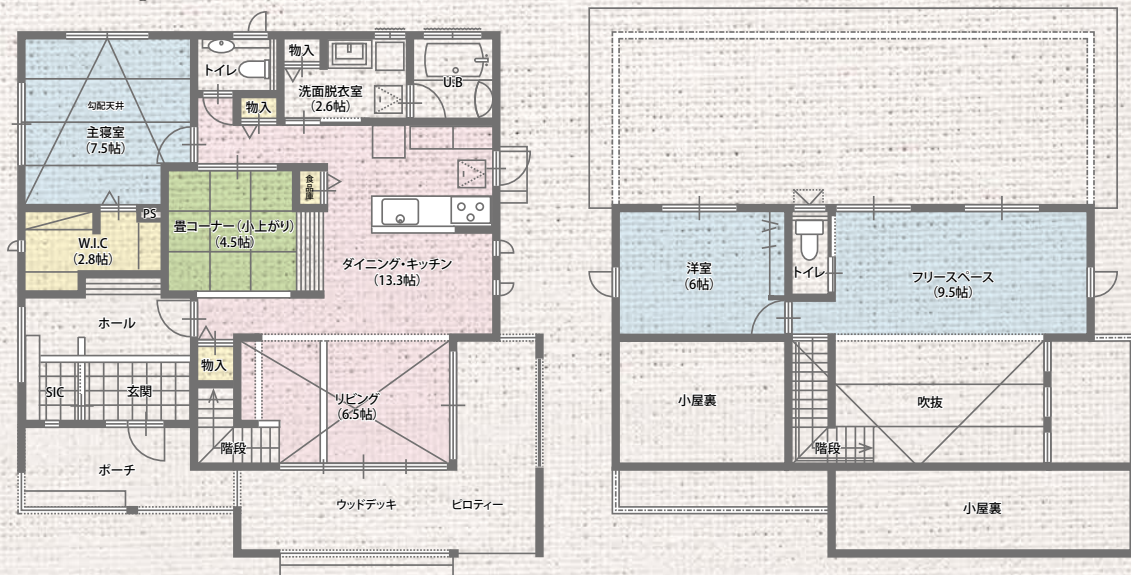 トイレ
物入
洗面脱衣室
(2.6帖)
U.B
勾配天井
主寝室
(7.5帖)
物入
食品庫
PS
畳コーナー(小上がり)
(4.5帖)
W.I.C
(2.8帖)
ダイニング・キッチン
(13.3帖)
ホール
物入
SIC
玄関
リビング
(6.5帖)
階段
ポーチ
ウッドデッキ
ピロティー
洋室
(6帖)
トイレ
フリースペース
(9.5帖)
小屋裏
吹抜
階段
小屋裏